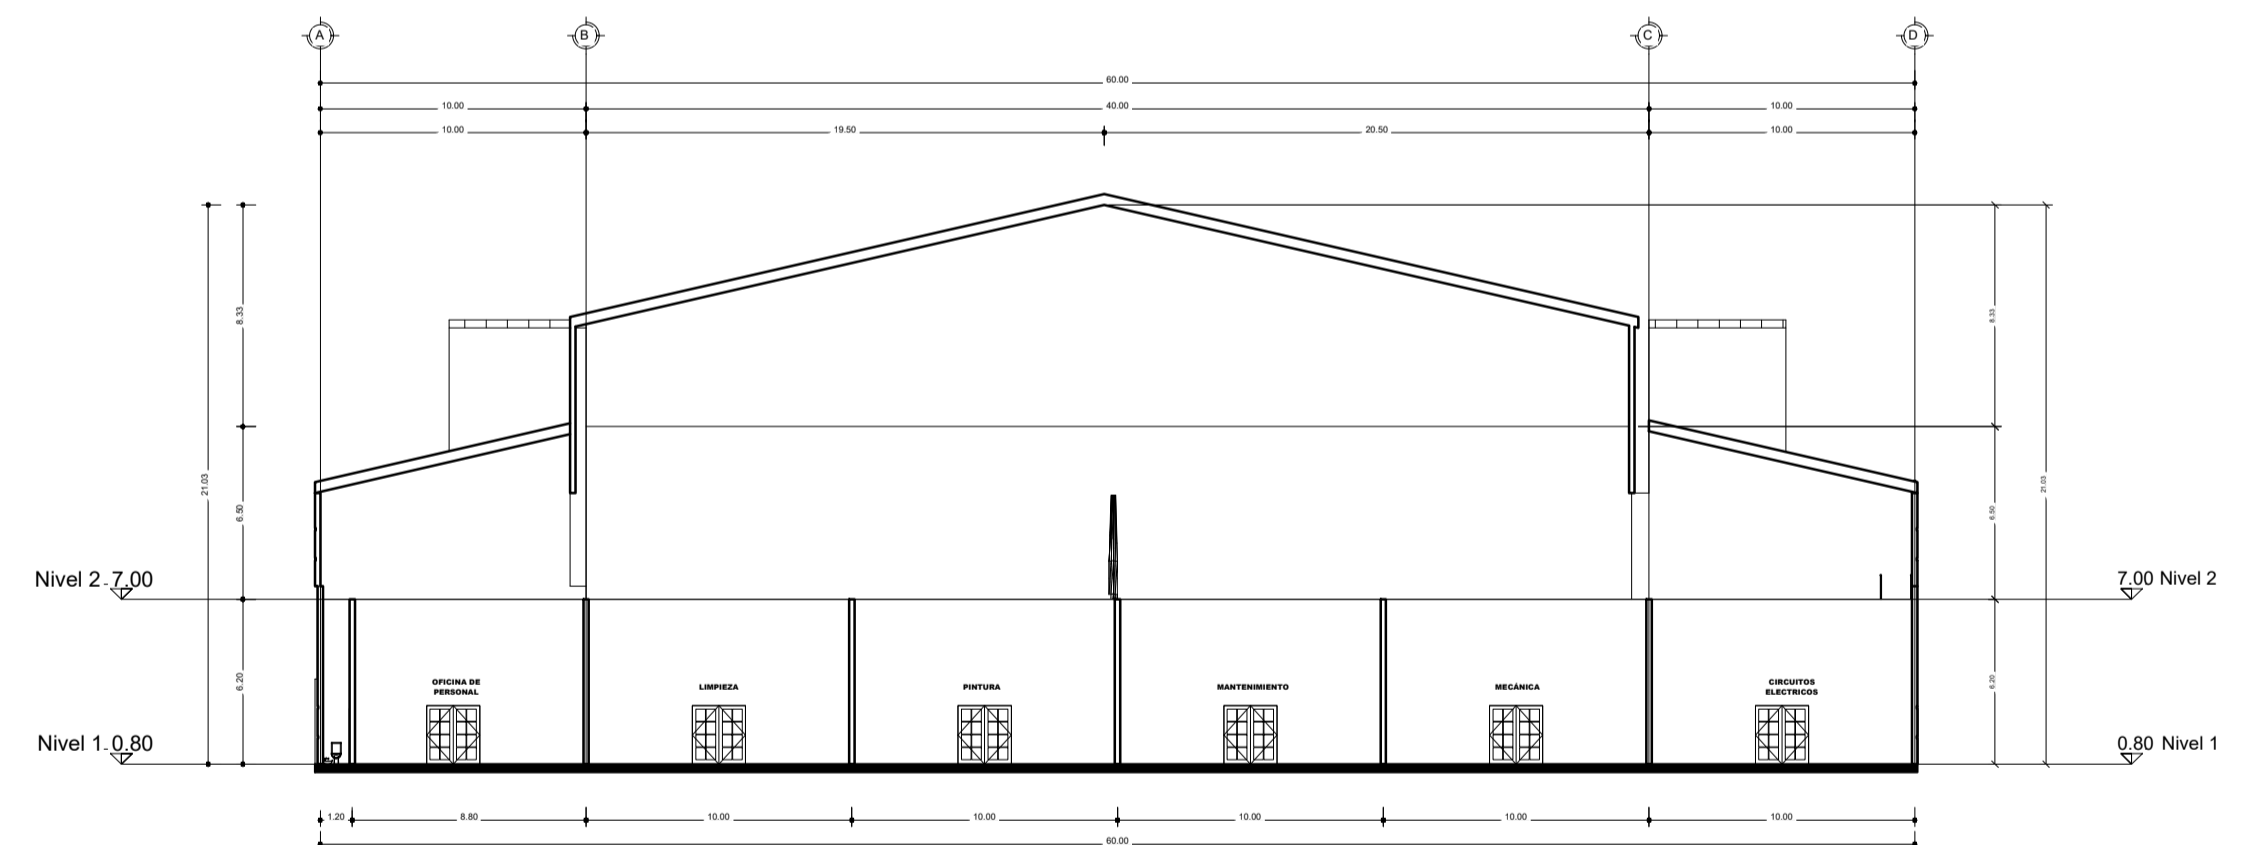 A
B
C
D
60.00
10.00
40.00
10.00
10.00
19.50
20.50
10.00
8.33
8.33
21.03
6.50
6.50
21.03
Nivel 2 7.00
7.00 Nivel 2
6.20
6.20
OFICINA DE
PERSONAL
LIMPIEZA
PINTURA
MANTENIMIENTO
MECÁNICA
CIRCUITOS
ELECTRICOS
Nivel 1 0.80
0.80 Nivel 1
1.20
8.80
10.00
10.00
10.00
10.00
10.00
60.00